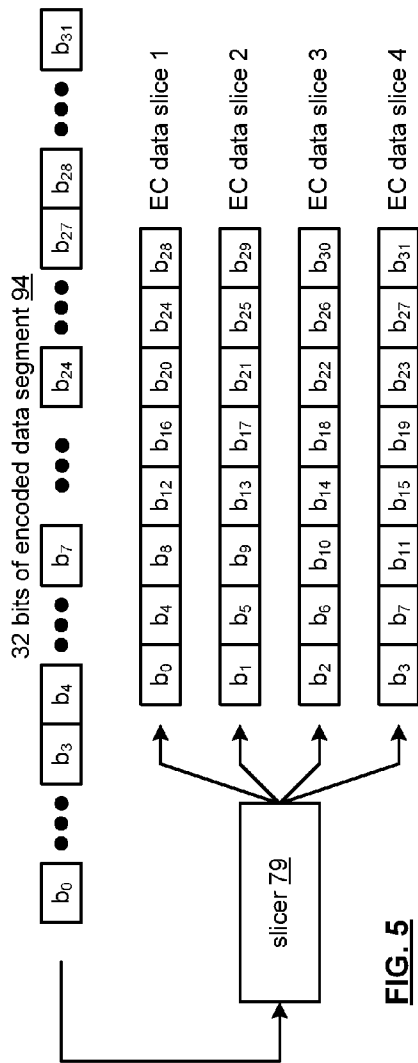 32 bits of encoded data segment 94
b0 ●●● b3 b4 ●●● b7 ●●● b24 ●●● b27 b28 ●●● b31
slicer 79
b0 b4 b8 b12 b16 b20 b24 b28 EC data slice 1
b1 b5 b9 b13 b17 b21 b25 b29 EC data slice 2
b2 b6 b10 b14 b18 b22 b26 b30 EC data slice 3
b3 b7 b11 b15 b19 b23 b27 b31 EC data slice 4
FIG. 5